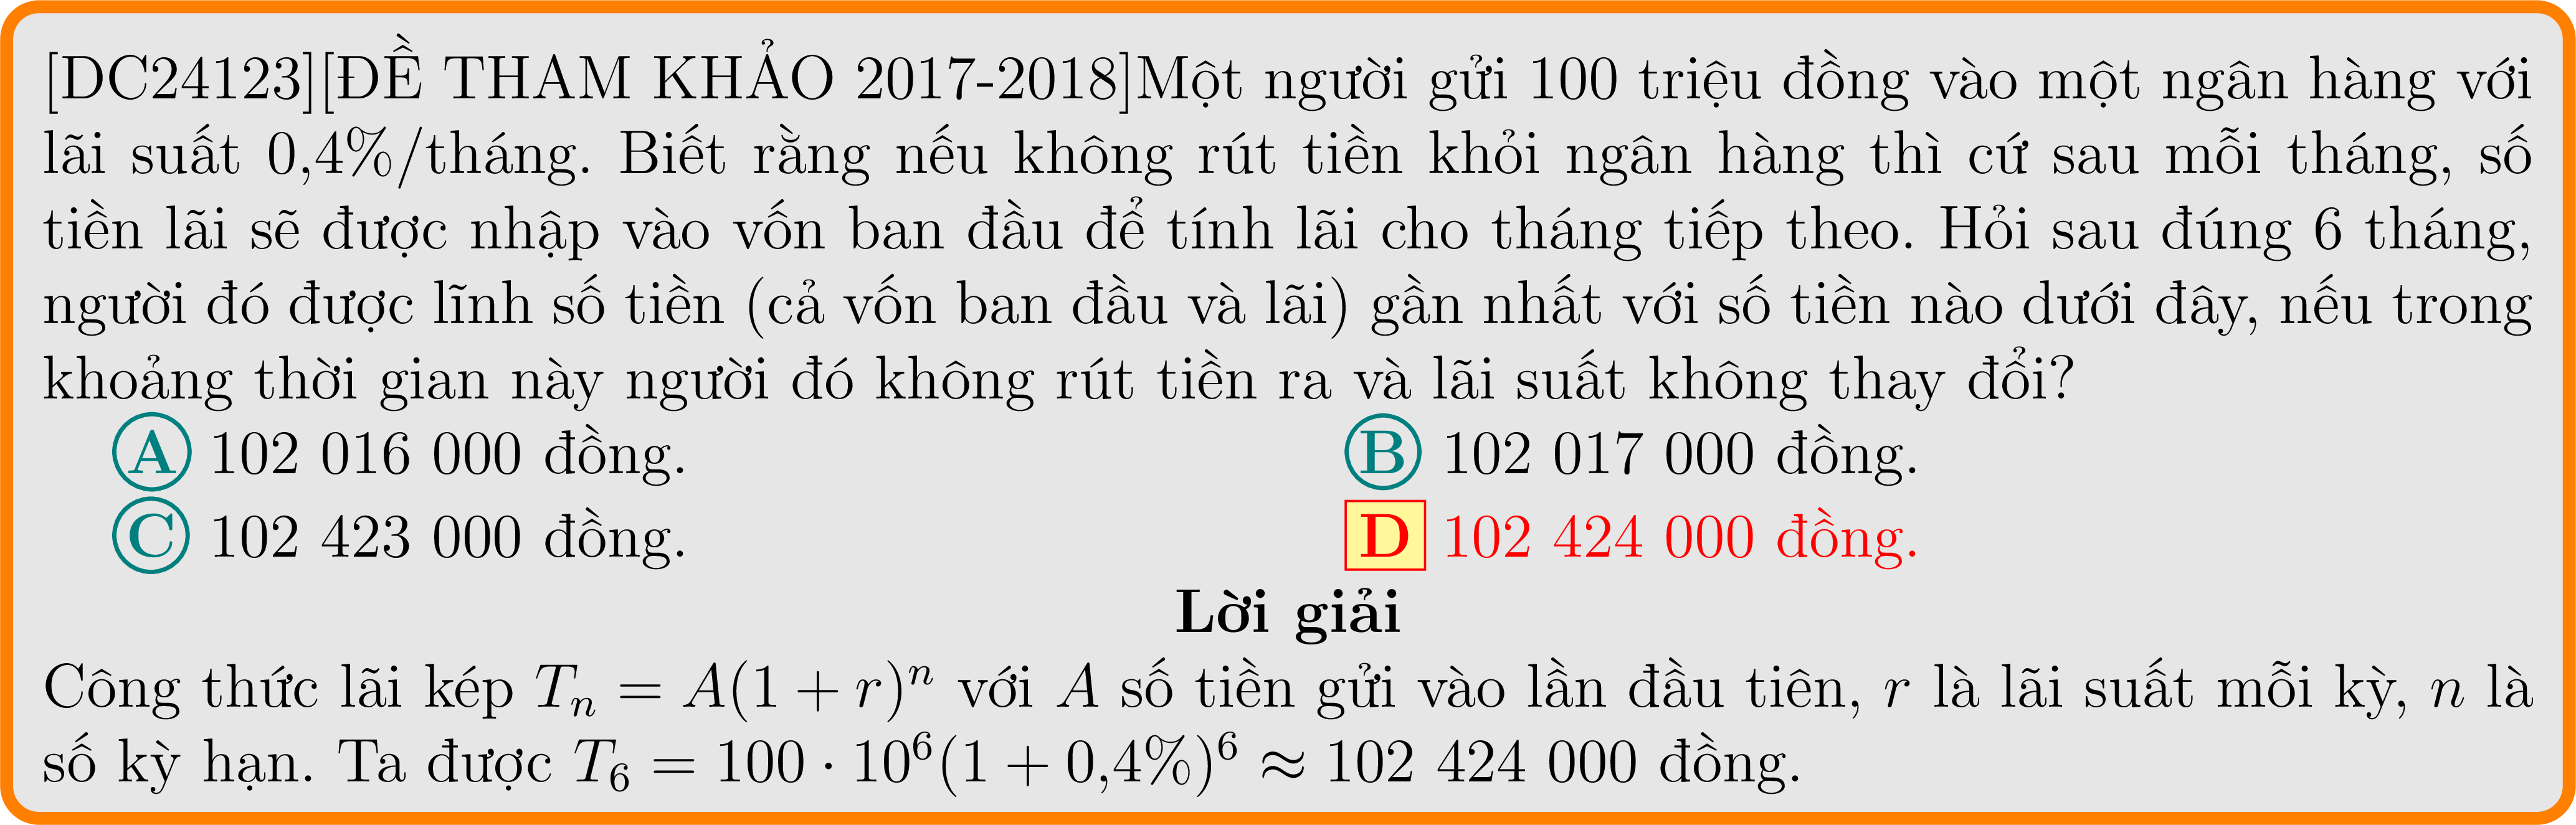 [DC24123][ĐỀ THAM KHẢO 2017-2018]Một người gửi 100 triệu đồng vào một ngân hàng với
lãi suất 0,4%/tháng. Biết rằng nếu không rút tiền khỏi ngân hàng thì cứ sau mỗi tháng, số
tiền lãi sẽ được nhập vào vốn ban đầu để tính lãi cho tháng tiếp theo. Hỏi sau đúng 6 tháng,
người đó được lĩnh số tiền (cả vốn ban đầu và lãi) gần nhất với số tiền nào dưới đây, nếu trong
khoảng thời gian này người đó không rút tiền ra và lãi suất không thay đổi?
A 102 016 000 đồng. B 102 017 000 đồng.
C 102 423 000 đồng. D 102 424 000 đồng.
Lời giải
Công thức lãi kép $T_n = A(1 + r)^n$ với $A$ số tiền gửi vào lần đầu tiên, $r$ là lãi suất mỗi kỳ, $n$ là
số kỳ hạn. Ta được $T_6 = 100 \cdot 10^6(1 + 0,4\%)^6 \approx 102\ 424\ 000$ đồng.